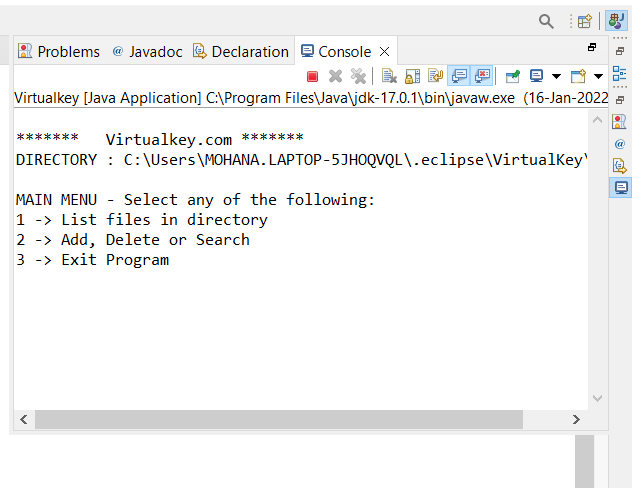 Problems @ Javadoc Declaration Console
Virtualkey [Java Application] C:\Program Files\Java\jdk-17.0.1\bin\javaw.exe (16-Jan-2022
******* Virtualkey.com *******
DIRECTORY : C:\Users\MOHANA.LAPTOP-5JHOQVQL\.eclipse\VirtualKey\
MAIN MENU - Select any of the following:
1 -> List files in directory
2 -> Add, Delete or Search
3 -> Exit Program